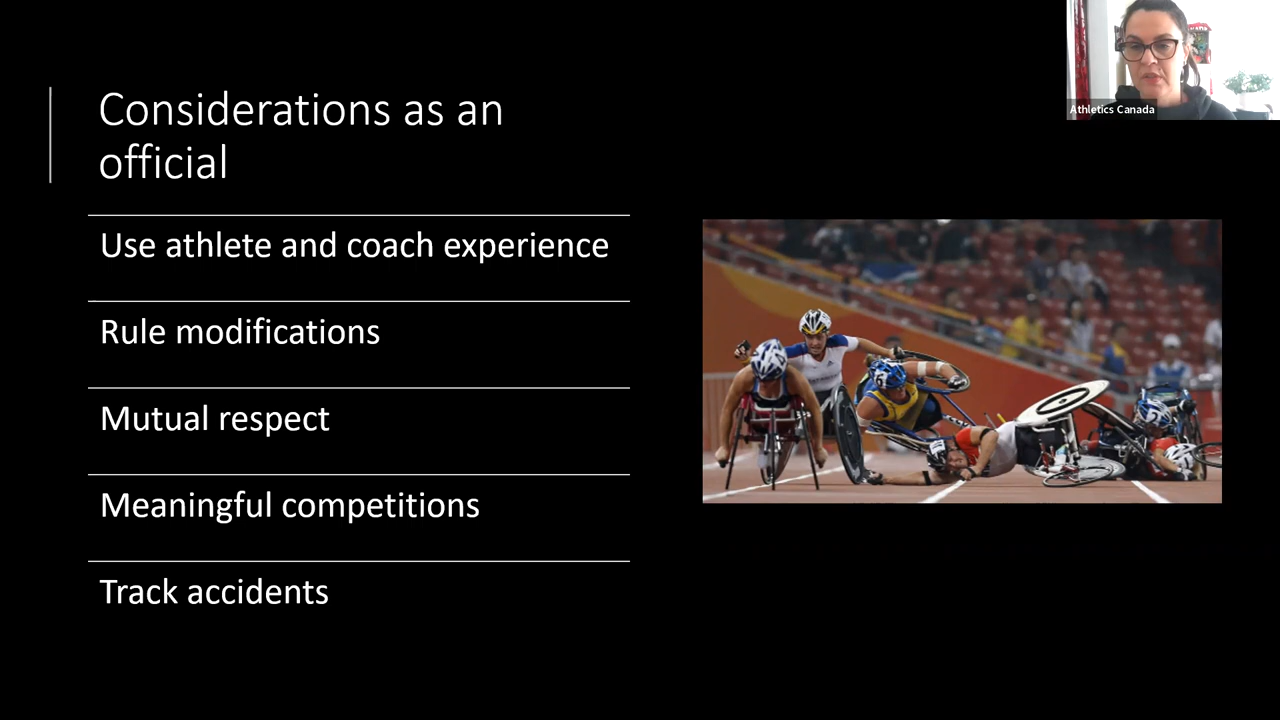 Considerations as an
official
Use athlete and coach experience
Rule modifications
Mutual respect
Meaningful competitions
Track accidents
Athletics Canada